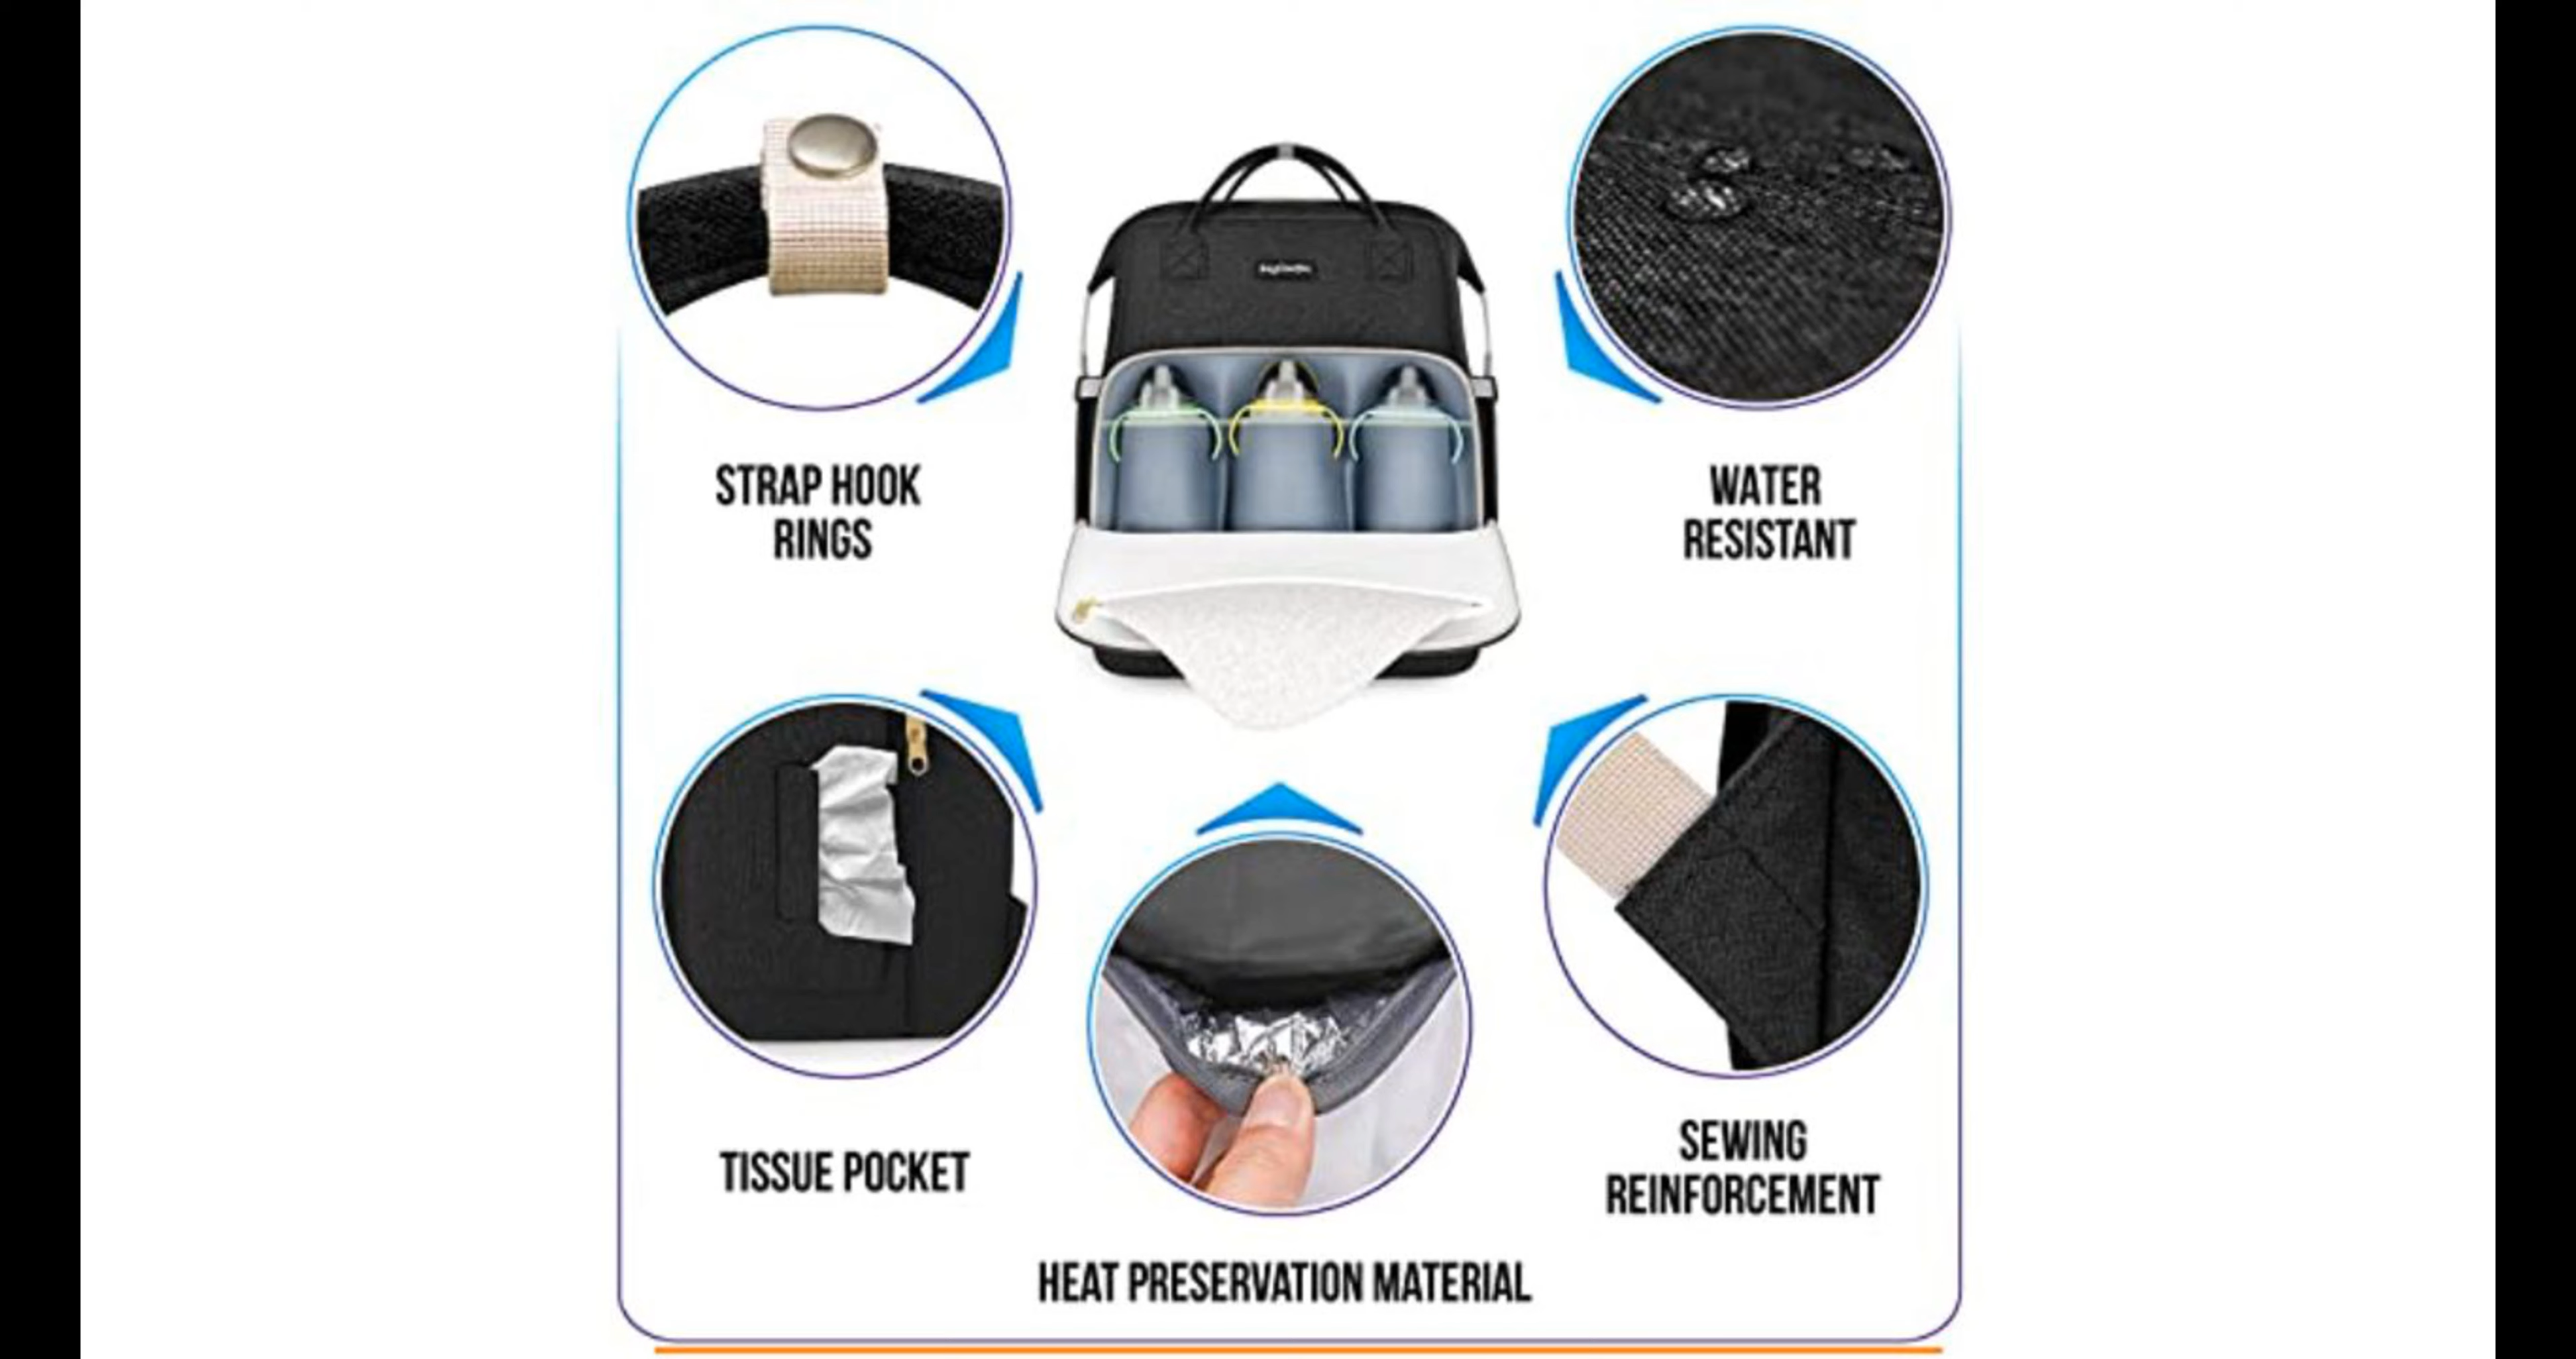 STRAP HOOK
RINGS
WATER
RESISTANT
TISSUE POCKET
SEWING
REINFORCEMENT
HEAT PRESERVATION MATERIAL